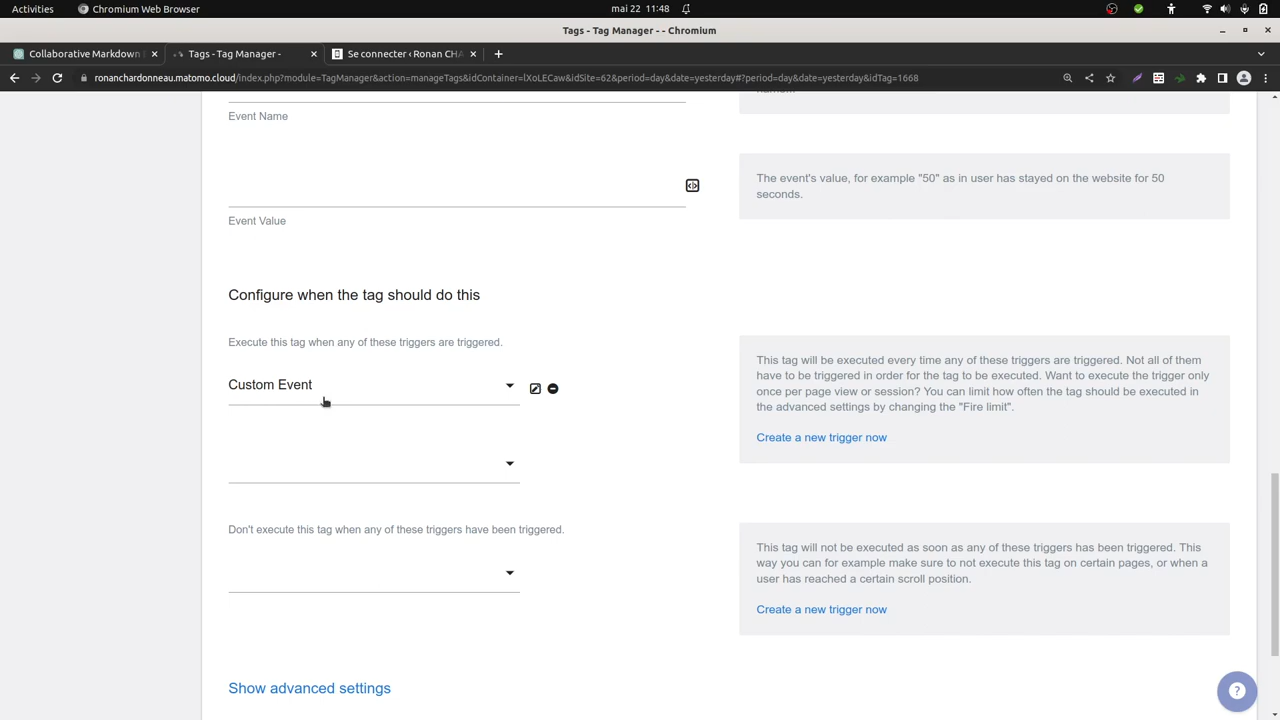 Activities
Chromium Web Browser
mai 22 11:48
Tags - Tag Manager - - Chromium
Collaborative Markdown
Tags - Tag Manager -
Se connecter ‹ Ronan CHA
ronanchardonneau.matomo.cloud/index.php?module=TagManager&action=manageTags&idContainer=lXoLECaw&idSite=62&period=day&date=yesterday#?period=day&date=yesterday&idTag=1668
Event Name
The event's value, for example "50" as in user has stayed on the website for 50
seconds.
Event Value
Configure when the tag should do this
Execute this tag when any of these triggers are triggered.
Custom Event
This tag will be executed every time any of these triggers are triggered. Not all of them
have to be triggered in order for the tag to be executed. Want to execute the trigger only
once per page view or session? You can limit how often the tag should be executed in
the advanced settings by changing the "Fire limit".
Create a new trigger now
Don't execute this tag when any of these triggers have been triggered.
This tag will not be executed as soon as any of these triggers has been triggered. This
way you can for example make sure to not execute this tag on certain pages, or when a
user has reached a certain scroll position.
Create a new trigger now
Show advanced settings